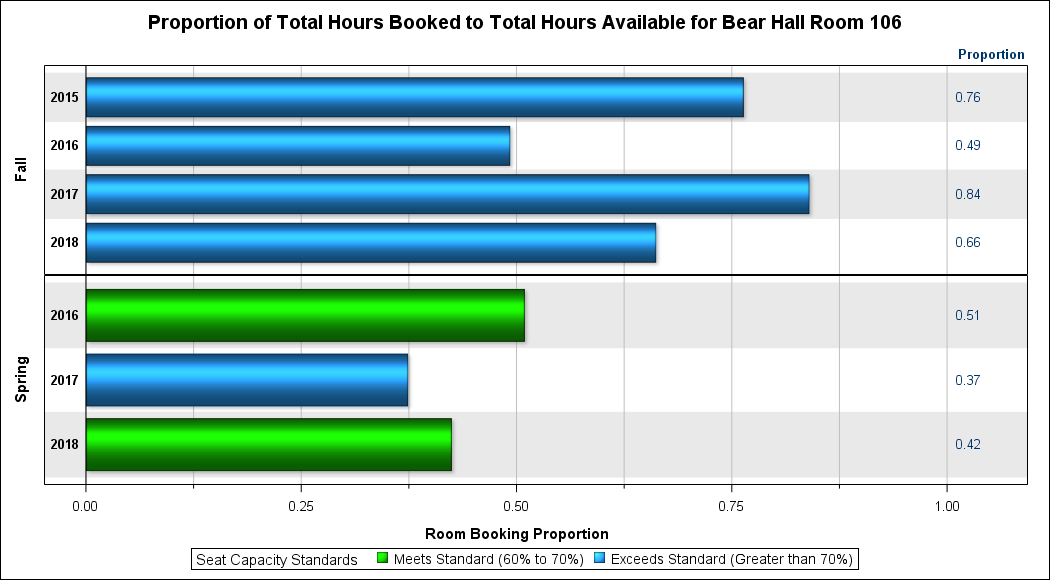 Proportion of Total Hours Booked to Total Hours Available for Bear Hall Room 106
Proportion
Fall
2015 0.76
2016 0.49
2017 0.84
2018 0.66
Spring
2016 0.51
2017 0.37
2018 0.42
0.00 0.25 0.50 0.75 1.00
Room Booking Proportion
Seat Capacity Standards Meets Standard (60% to 70%) Exceeds Standard (Greater than 70%)